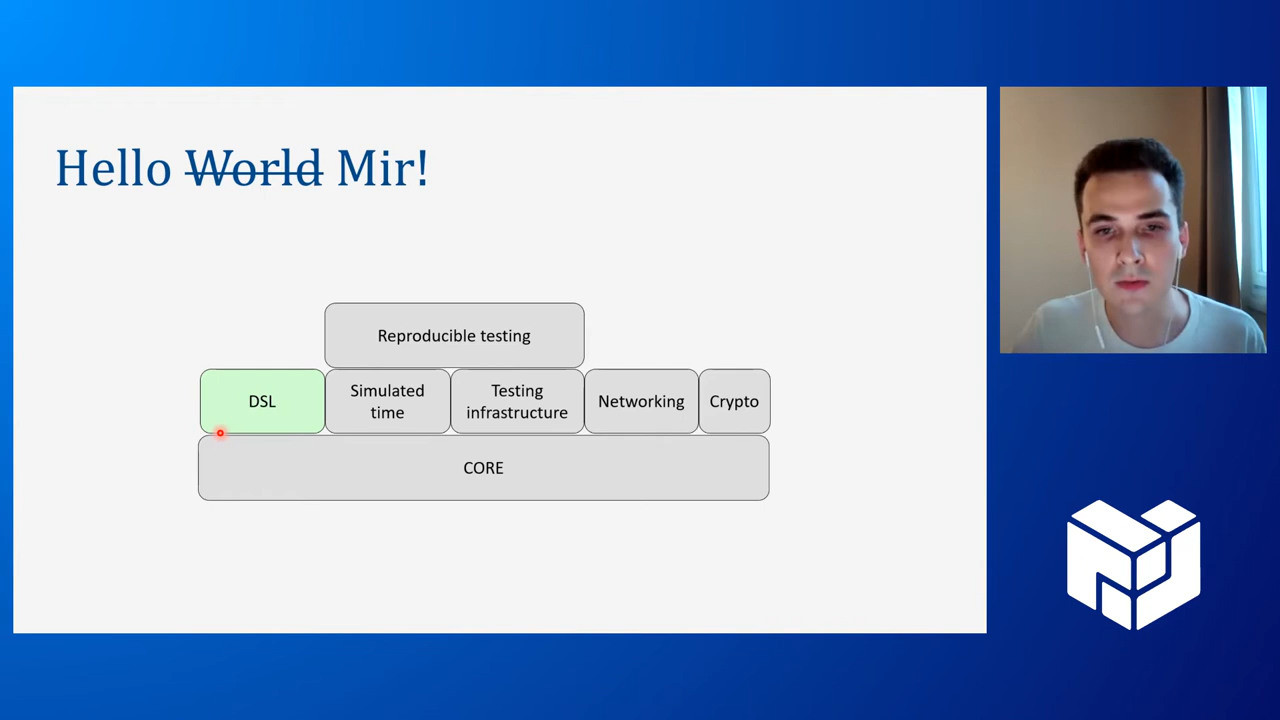 Hello World Mir!
Reproducible testing
DSL
Simulated
time
Testing
infrastructure
Networking
Crypto
CORE